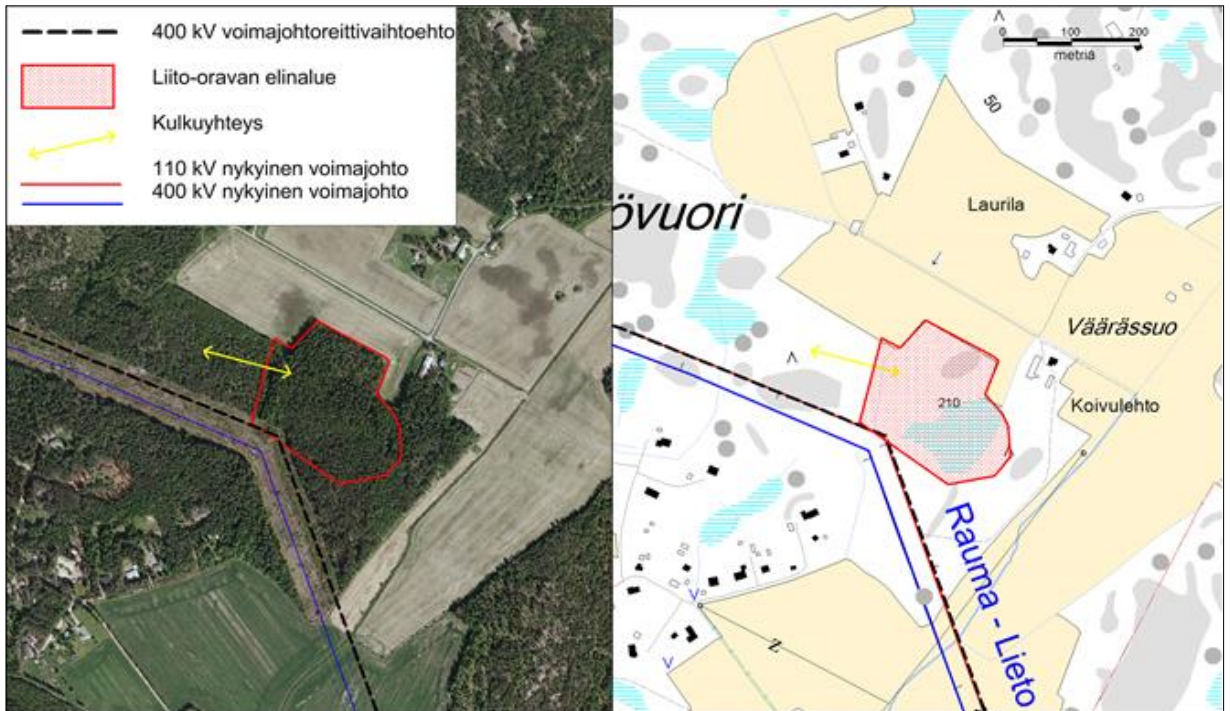 400 kV voimajohtoreittivaihtoehto
Liito-oravan elinalue
Kulkuyhteys
110 kV nykyinen voimajohto
400 kV nykyinen voimajohto
0 100 200
metriä
50
Laurila
övuori
Väärässuo
210
Koivulehto
Rauma - Lieto